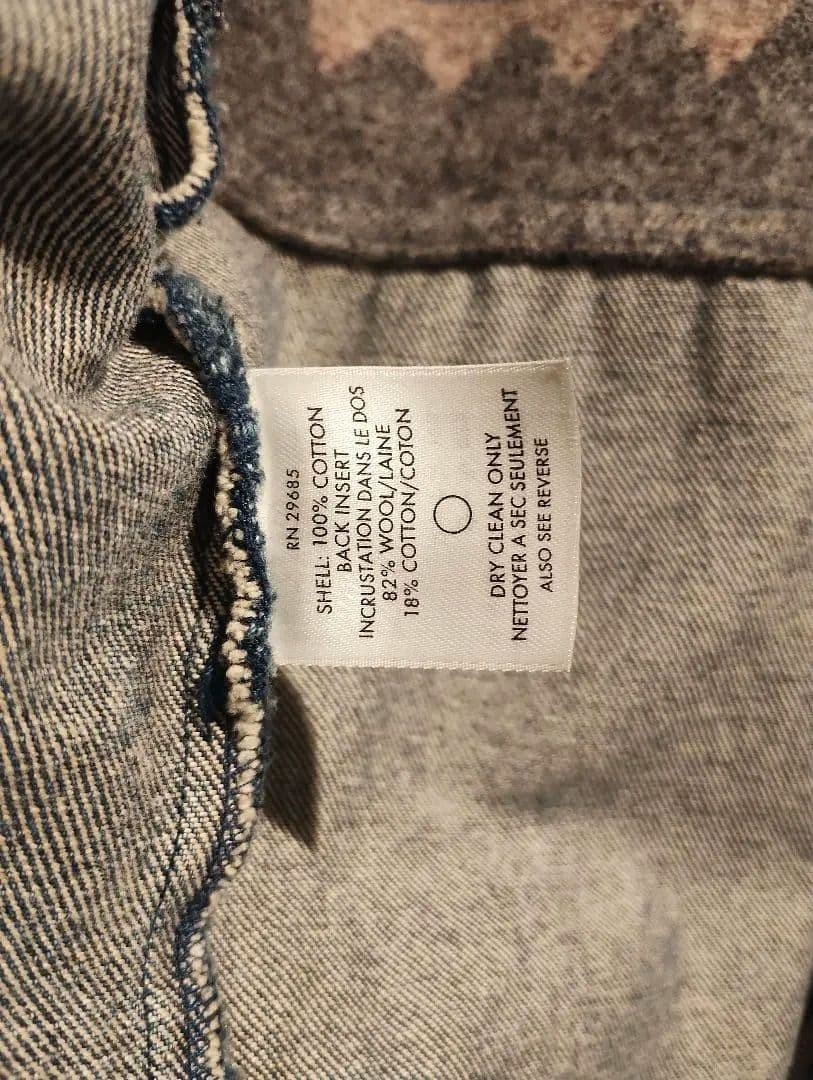 RN 29685
SHELL: 100% COTTON
BACK INSERT
INCRUSTATION DANS LE DOS
82% WOOL/LAINE
18% COTTON/COTON
DRY CLEAN ONLY
NETTOYER A SEC SEULEMENT
ALSO SEE REVERSE